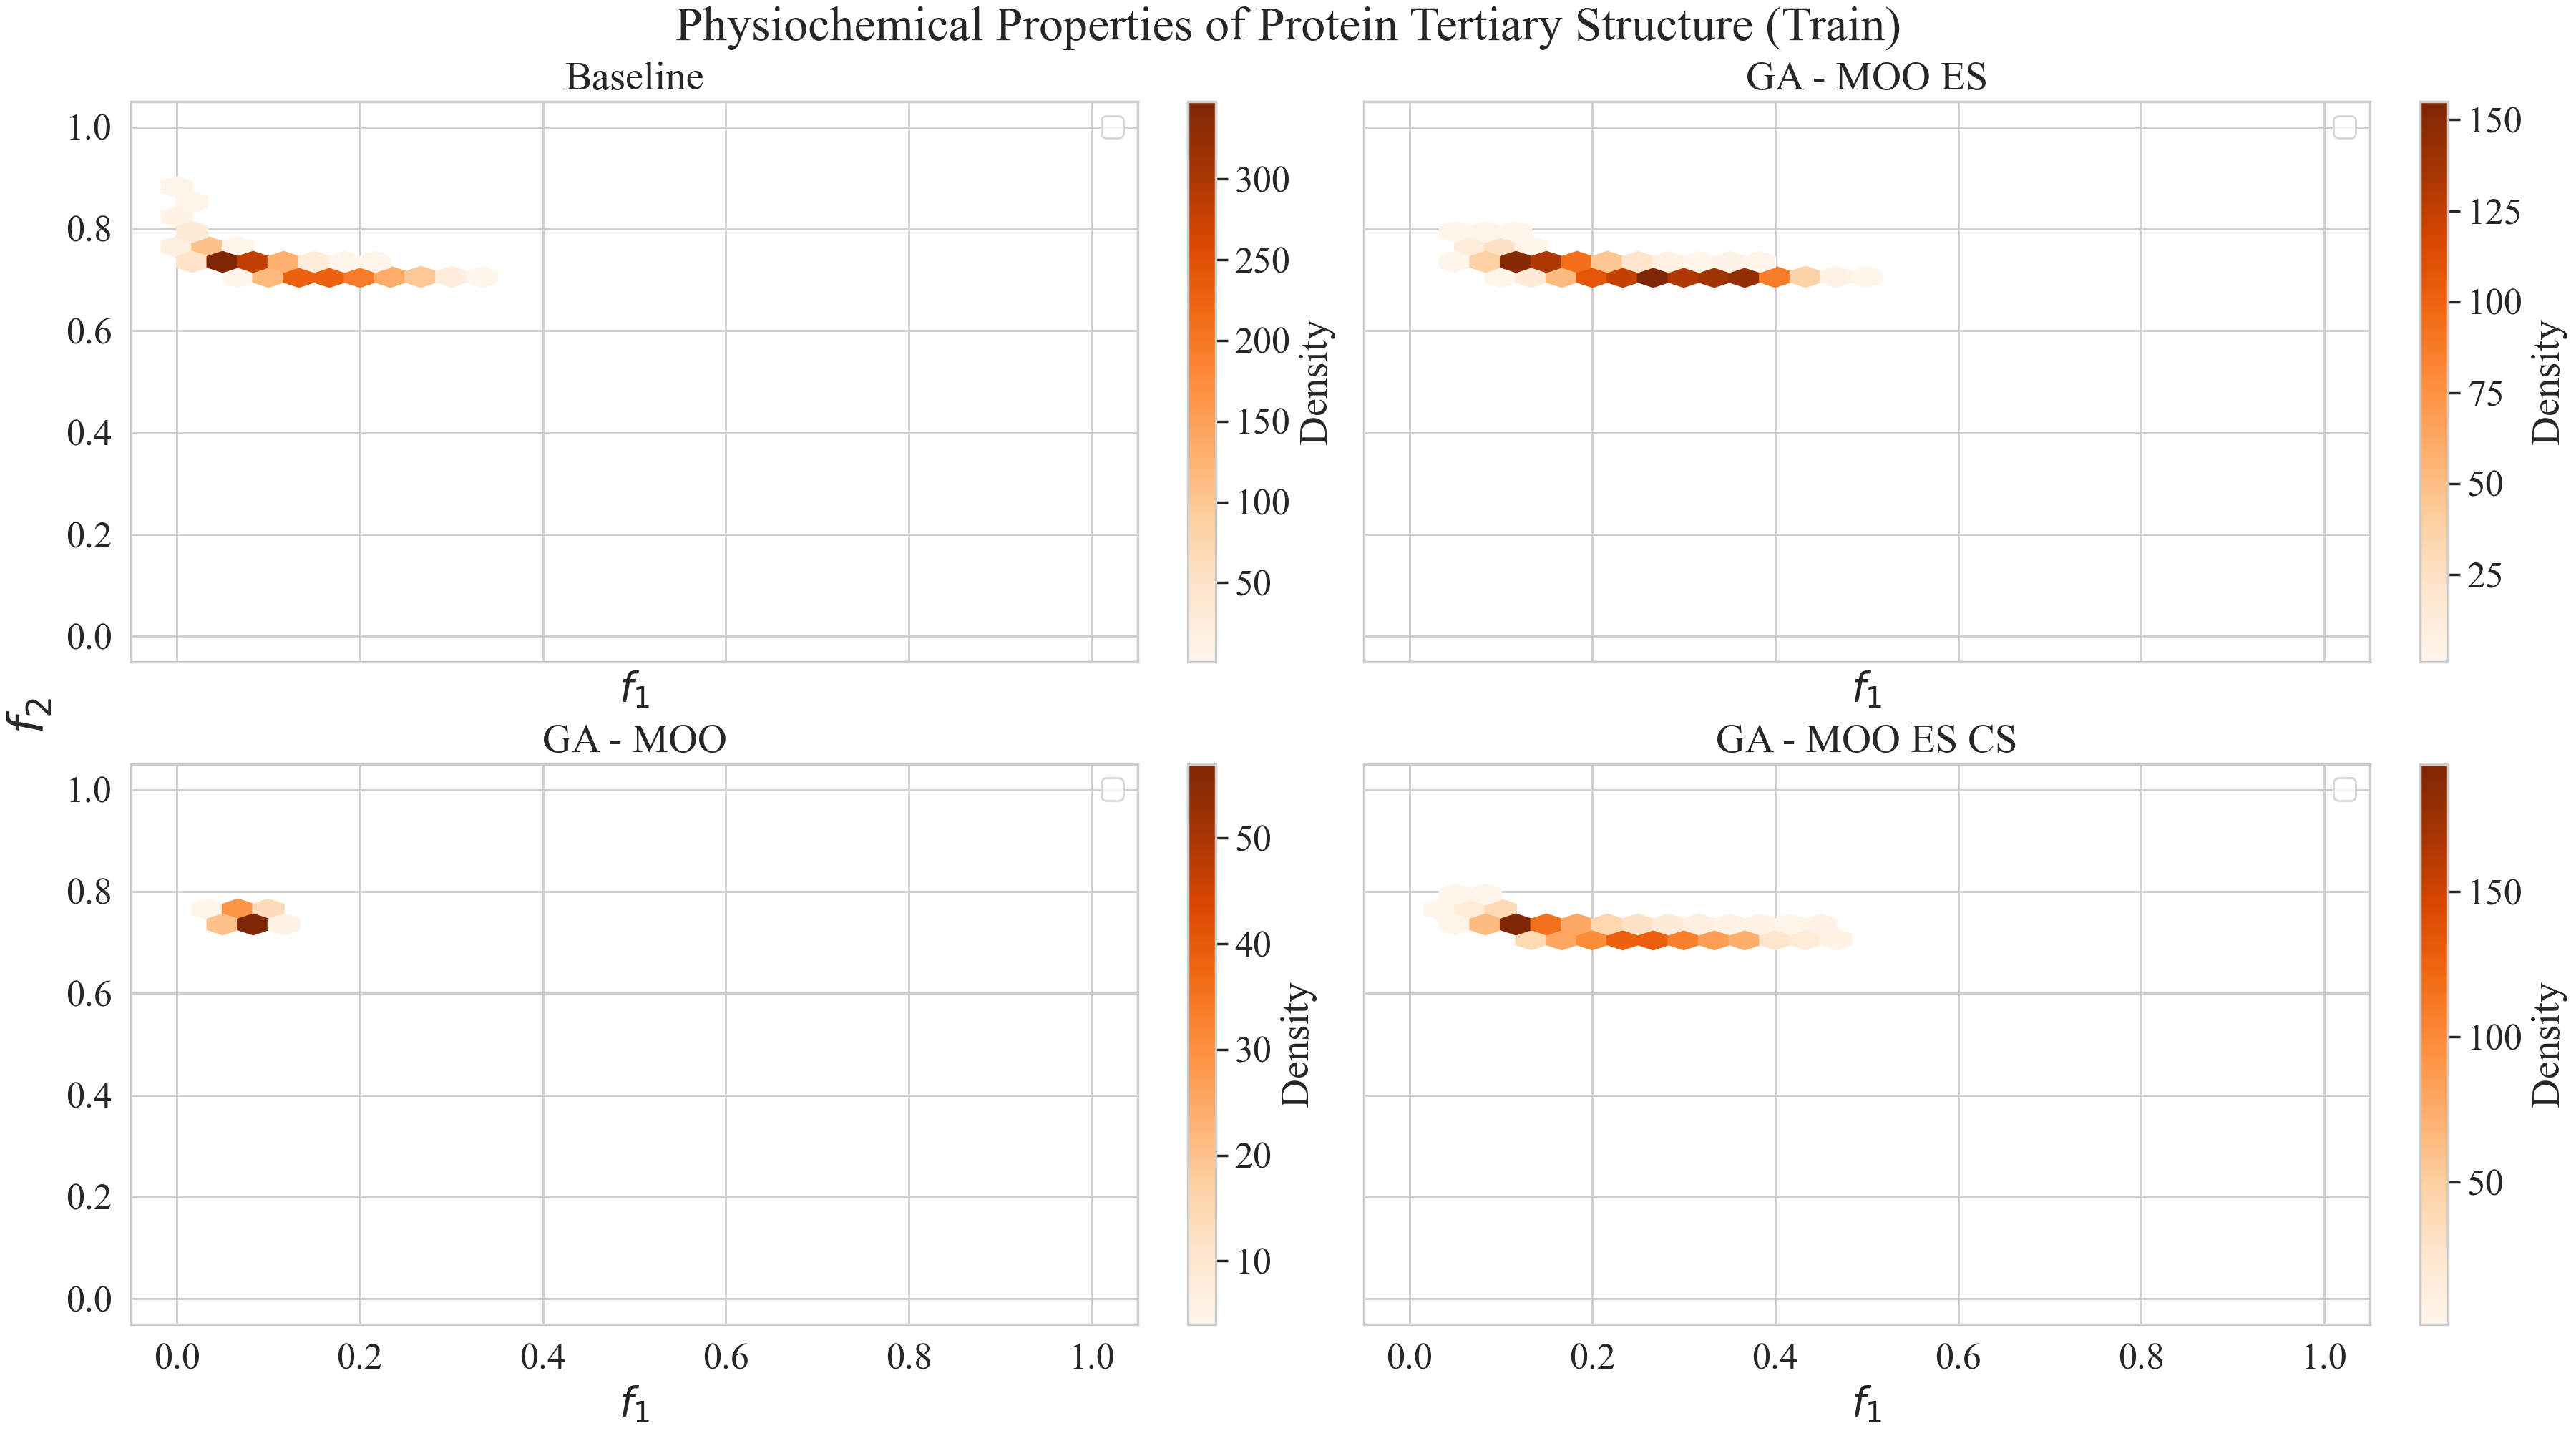 Physiochemical Properties of Protein Tertiary Structure (Train)
Baseline
1.0
0.8
0.6
0.4
0.2
0.0
f₁
300
250
200
150
100
50
Density
GA - MOO ES
f₁
150
125
100
75
50
25
Density
f₂
GA - MOO
1.0
0.8
0.6
0.4
0.2
0.0
0.0 0.2 0.4 0.6 0.8 1.0
f₁
50
40
30
20
10
Density
GA - MOO ES CS
0.0 0.2 0.4 0.6 0.8 1.0
f₁
150
100
50
Density